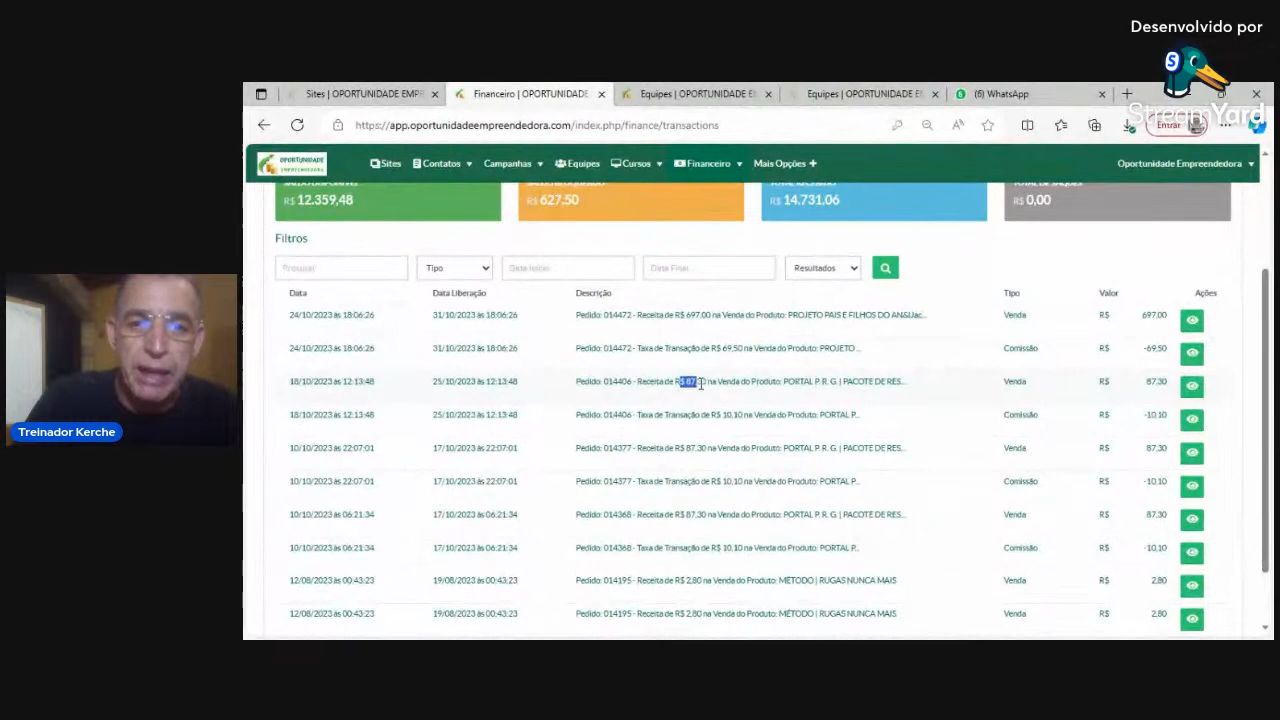 Desenvolvido por
StreamYard
Sites | OPORTUNIDADE EMPR
Financeiro | OPORTUNIDADE
Equipes | OPORTUNIDADE E
Equipes | OPORTUNIDADE E
(6) WhatsApp
https://app.oportunidadeempreendedora.com/index.php/finance/transactions
Entrar
OPORTUNIDADE
EMPREENDEDORA
Sites Contatos Campanhas Equipes Cursos Financeiro Mais Opções Oportunidade Empreendedora
R$ 12.359,48 R$ 627,50 R$ 14.731,06 R$ 0,00
Filtros
Procurar Tipo Data Inicial Data Final Resultados
Data Data Liberação Descrição Tipo Valor Ações
24/10/2023 às 18:06:26 31/10/2023 às 18:06:26 Pedido: 014472 - Receita de R$ 697,00 na Venda do Produto: PROJETO PAIS E FILHOS DO AN&Uac... Venda R$ 697,00
24/10/2023 às 18:06:26 31/10/2023 às 18:06:26 Pedido: 014472 - Taxa de Transação de R$ 69,50 na Venda do Produto: PROJETO ... Comissão R$ -69,50
18/10/2023 às 12:13:48 25/10/2023 às 12:13:48 Pedido: 014406 - Receita de R$ 87,30 na Venda do Produto: PORTAL P. R. G. | PACOTE DE RES... Venda R$ 87,30
18/10/2023 às 12:13:48 25/10/2023 às 12:13:48 Pedido: 014406 - Taxa de Transação de R$ 10,10 na Venda do Produto: PORTAL P... Comissão R$ -10,10
10/10/2023 às 22:07:01 17/10/2023 às 22:07:01 Pedido: 014377 - Receita de R$ 87,30 na Venda do Produto: PORTAL P. R. G. | PACOTE DE RES... Venda R$ 87,30
10/10/2023 às 22:07:01 17/10/2023 às 22:07:01 Pedido: 014377 - Taxa de Transação de R$ 10,10 na Venda do Produto: PORTAL P... Comissão R$ -10,10
10/10/2023 às 06:21:34 17/10/2023 às 06:21:34 Pedido: 014368 - Receita de R$ 87,30 na Venda do Produto: PORTAL P. R. G. | PACOTE DE RES... Venda R$ 87,30
10/10/2023 às 06:21:34 17/10/2023 às 06:21:34 Pedido: 014368 - Taxa de Transação de R$ 10,10 na Venda do Produto: PORTAL P... Comissão R$ -10,10
12/08/2023 às 00:43:23 19/08/2023 às 00:43:23 Pedido: 014195 - Receita de R$ 2,80 na Venda do Produto: MÉTODO | RUGAS NUNCA MAIS Venda R$ 2,80
12/08/2023 às 00:43:23 19/08/2023 às 00:43:23 Pedido: 014195 - Receita de R$ 2,80 na Venda do Produto: MÉTODO | RUGAS NUNCA MAIS Venda R$ 2,80
Treinador Kerche